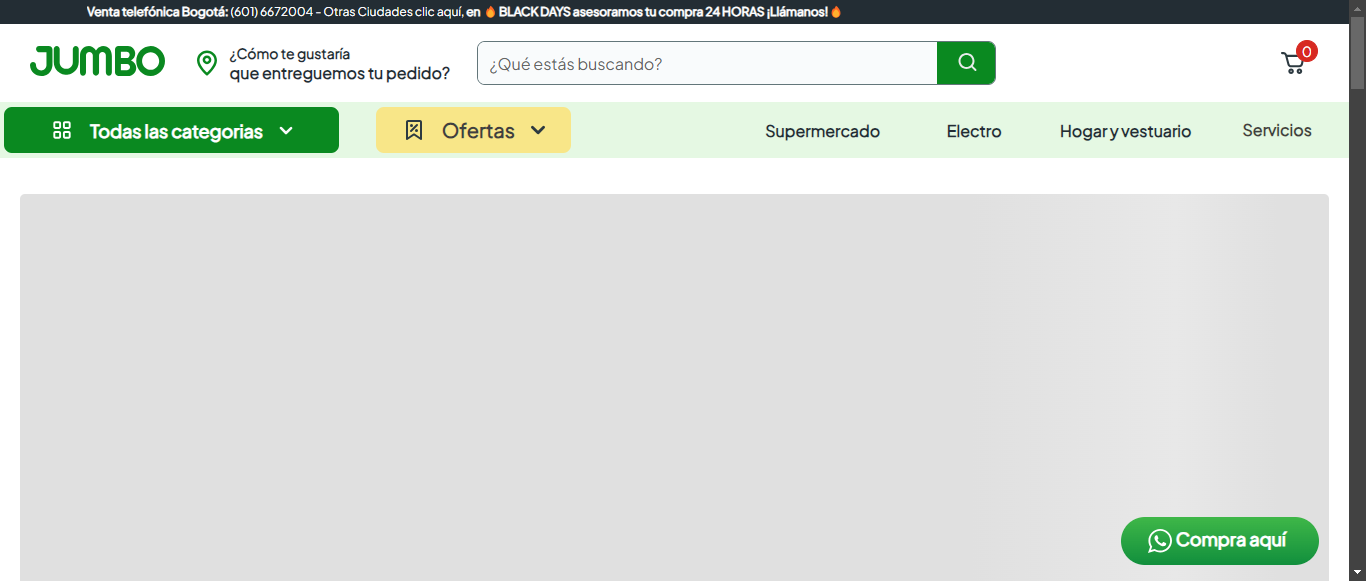 Venta telefónica Bogotá: (601) 6672004 - Otras Ciudades clic aquí, en 🔥 BLACK DAYS asesoramos tu compra 24 HORAS ¡Llámanos! 🔥
JUMBO
¿Cómo te gustaría
que entreguemos tu pedido?
¿Qué estás buscando?
0
Todas las categorias
Ofertas
Supermercado
Electro
Hogar y vestuario
Servicios
Compra aquí